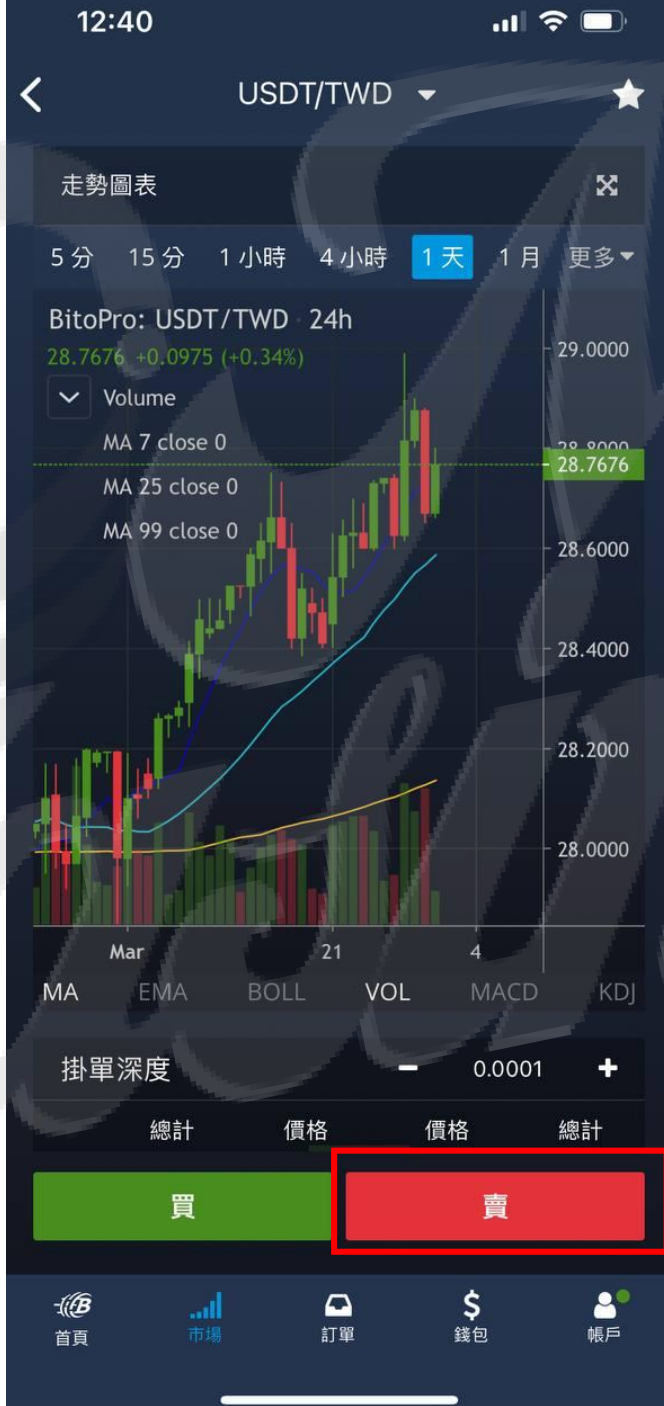 12:40
USDT/TWD
走勢圖表
5分 15分 1小時 4小時 1天 1月 更多
BitoPro: USDT/TWD · 24h
28.7676 +0.0975 (+0.34%)
29.0000
Volume
MA 7 close 0
28.8000
28.7676
MA 25 close 0
MA 99 close 0
28.6000
28.4000
28.2000
28.0000
Mar 21 4
MA EMA BOLL VOL MACD KDJ
掛單深度 − 0.0001 +
總計 價格 價格 總計
買 賣
首頁 市場 訂單 錢包 帳戶